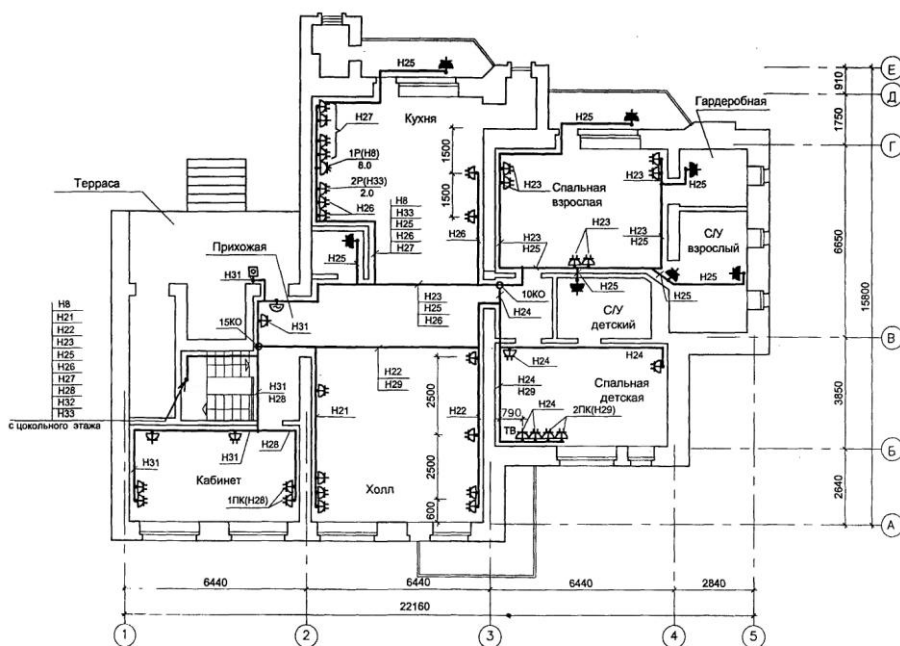 Н25
Е
910
Д
1750
Г
Гардеробная
Н25
Кухня
Н27
1Р(Н8)
8.0
2Р(Н33)
2.0
Н26
1500
1500
Н8
Н33
Н25
Н26
Н27
Н26
Н23
Спальная
взрослая
Н23
Н25
Н23
Н23
Н25
Н23
Н25
С/У
взрослый
Н25
6650
15800
Терраса
Прихожая
Н31
Н25
Н23
Н25
Н26
10КО
Н24
Н25
Н25
С/У
детский
Н31
15КО
В
Н8
Н21
Н22
Н23
Н25
Н26
Н27
Н28
Н32
Н33
с цокольного этажа
Н22
Н29
Н24
Н24
Н31
Н28
Н21
2500
Н22
Н24
Н29
Спальная
детская
3850
790
Н24
2ПК(Н29)
ТВ
Н28
Н31
Н31
Б
Кабинет
1ПК(Н28)
2500
Холл
600
2640
А
6440
6440
6440
2840
22160
1
2
3
4
5